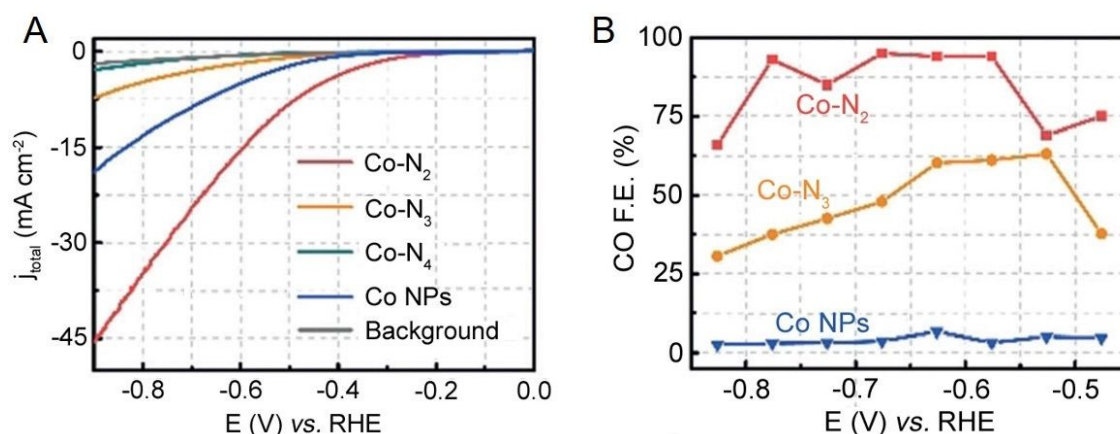 A
0
-15
-30
-45
j_total (mA cm⁻²)
Co-N₂
Co-N₃
Co-N₄
Co NPs
Background
-0.8
-0.6
-0.4
-0.2
0.0
E (V) vs. RHE
B
100
75
50
25
0
CO F.E. (%)
Co-N₂
Co-N₃
Co NPs
-0.8
-0.7
-0.6
-0.5
E (V) vs. RHE